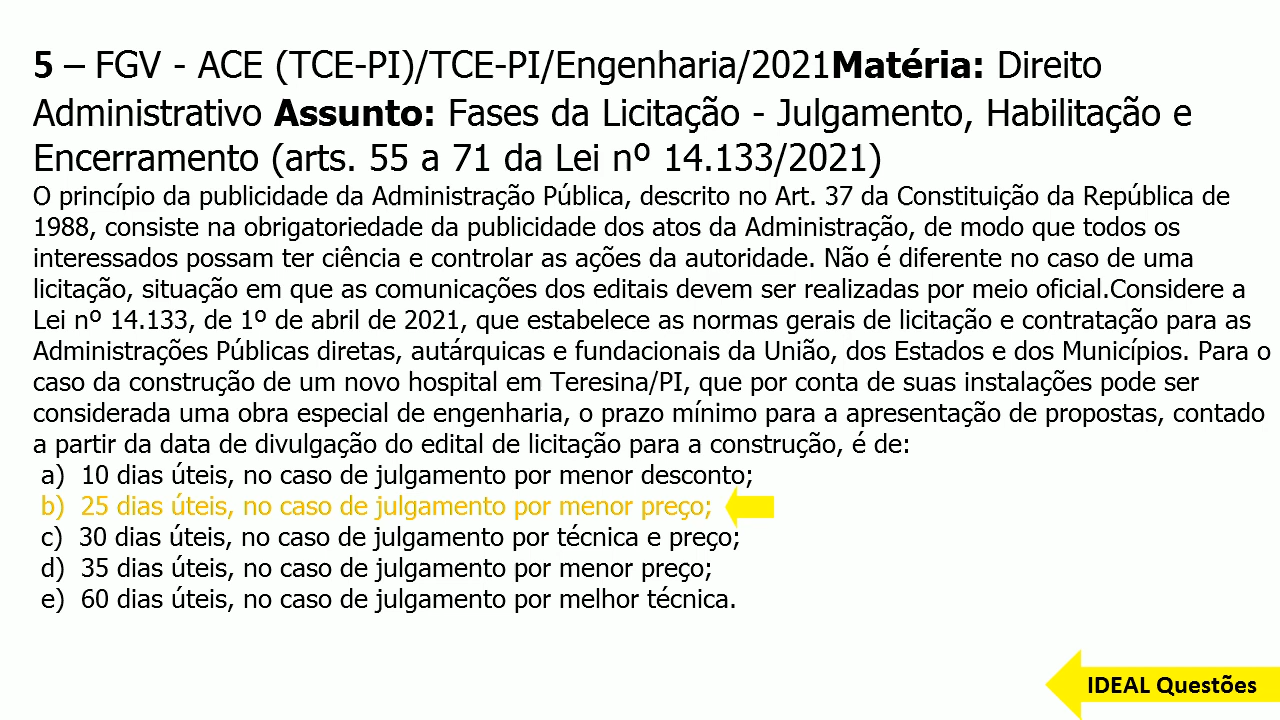 5 – FGV - ACE (TCE-PI)/TCE-PI/Engenharia/2021Matéria: Direito
Administrativo Assunto: Fases da Licitação - Julgamento, Habilitação e
Encerramento (arts. 55 a 71 da Lei nº 14.133/2021)
O princípio da publicidade da Administração Pública, descrito no Art. 37 da Constituição da República de
1988, consiste na obrigatoriedade da publicidade dos atos da Administração, de modo que todos os
interessados possam ter ciência e controlar as ações da autoridade. Não é diferente no caso de uma
licitação, situação em que as comunicações dos editais devem ser realizadas por meio oficial.Considere a
Lei nº 14.133, de 1º de abril de 2021, que estabelece as normas gerais de licitação e contratação para as
Administrações Públicas diretas, autárquicas e fundacionais da União, dos Estados e dos Municípios. Para o
caso da construção de um novo hospital em Teresina/PI, que por conta de suas instalações pode ser
considerada uma obra especial de engenharia, o prazo mínimo para a apresentação de propostas, contado
a partir da data de divulgação do edital de licitação para a construção, é de:
a) 10 dias úteis, no caso de julgamento por menor desconto;
b) 25 dias úteis, no caso de julgamento por menor preço;
c) 30 dias úteis, no caso de julgamento por técnica e preço;
d) 35 dias úteis, no caso de julgamento por menor preço;
e) 60 dias úteis, no caso de julgamento por melhor técnica.
IDEAL Questões